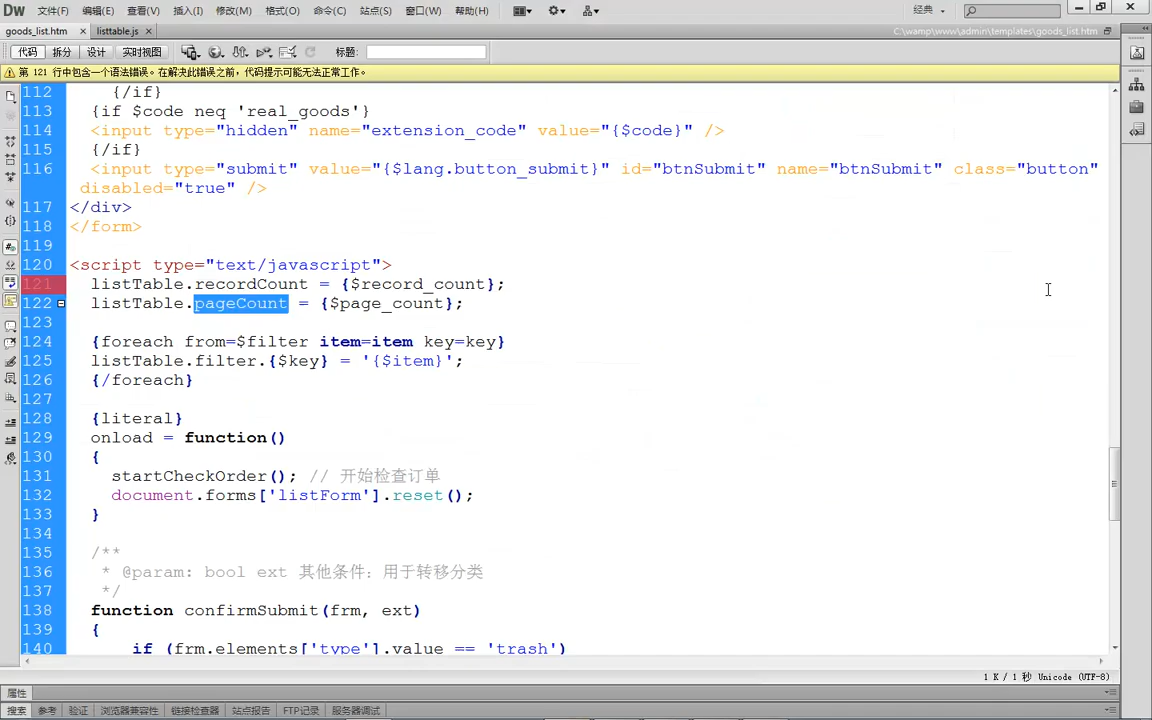 Dw 文件(F) 编辑(E) 查看(V) 插入(I) 修改(M) 格式(O) 命令(C) 站点(S) 窗口(W) 帮助(H) 经典
goods_list.htm × listtable.js × C:\wamp\www\admin\templates\goods_list.htm
代码 拆分 设计 实时视图 标题:
第 121 行中包含一个语法错误。在解决此错误之前,代码提示可能无法正常工作。
112 {/if}
113 {if $code neq 'real_goods'}
114 <input type="hidden" name="extension_code" value="{$code}" />
115 {/if}
116 <input type="submit" value="{$lang.button_submit}" id="btnSubmit" name="btnSubmit" class="button"
disabled="true" />
117 </div>
118 </form>
119
120 <script type="text/javascript">
121 listTable.recordCount = {$record_count};
122 listTable.pageCount = {$page_count};
123
124 {foreach from=$filter item=item key=key}
125 listTable.filter.{$key} = '{$item}';
126 {/foreach}
127
128 {literal}
129 onload = function()
130 {
131 startCheckOrder(); // 开始检查订单
132 document.forms['listForm'].reset();
133 }
134
135 /**
136 * @param: bool ext 其他条件：用于转移分类
137 */
138 function confirmSubmit(frm, ext)
139 {
140 if (frm.elements['type'].value == 'trash')
1 K / 1 秒 Unicode (UTF-8)
属性
搜索 参考 验证 浏览器兼容性 链接检查器 站点报告 FTP记录 服务器调试